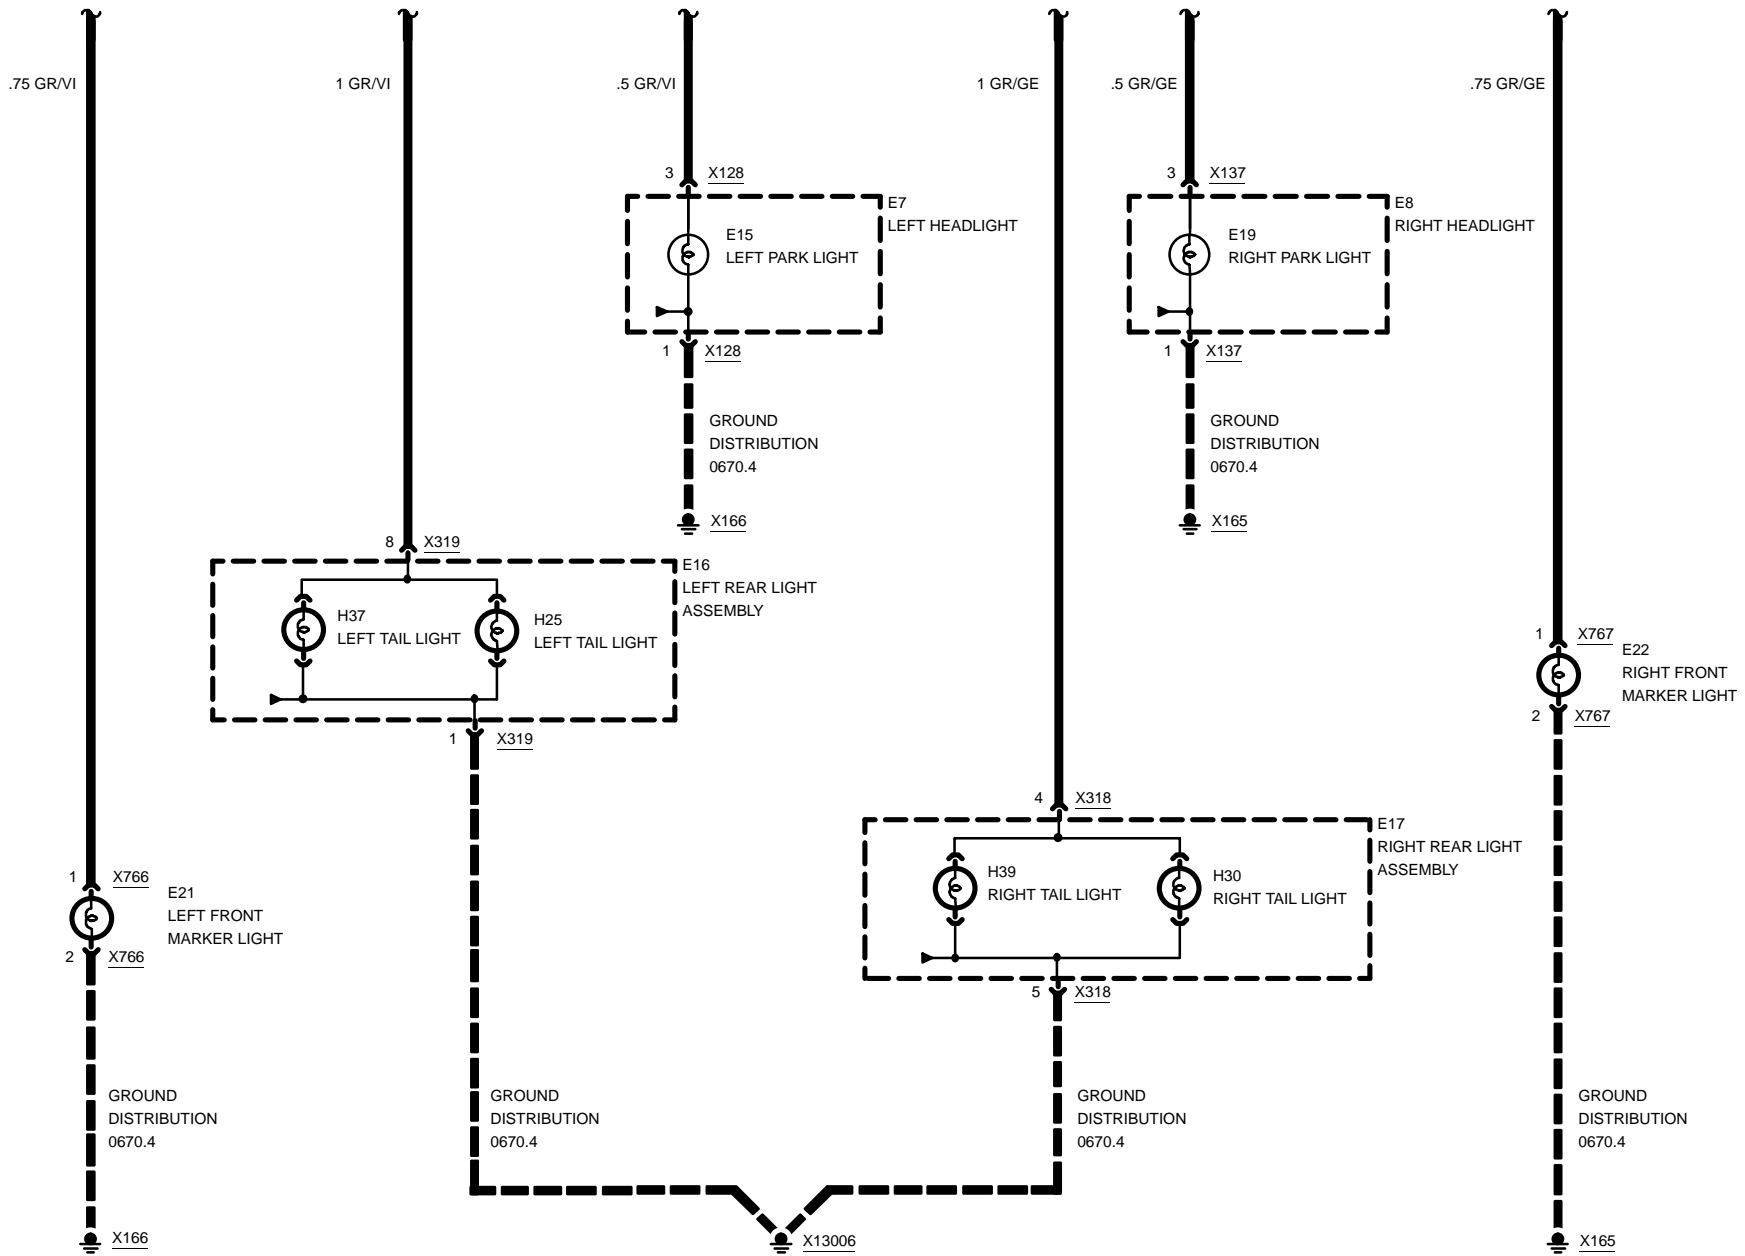 .75 GR/VI
1 GR/VI
.5 GR/VI
1 GR/GE
.5 GR/GE
.75 GR/GE
3 X128
3 X137
E7
LEFT HEADLIGHT
E15
LEFT PARK LIGHT
E8
RIGHT HEADLIGHT
E19
RIGHT PARK LIGHT
1 X128
1 X137
GROUND
DISTRIBUTION
0670.4
GROUND
DISTRIBUTION
0670.4
X166
X165
8 X319
E16
LEFT REAR LIGHT
ASSEMBLY
H37
LEFT TAIL LIGHT
H25
LEFT TAIL LIGHT
1 X767
E22
RIGHT FRONT
MARKER LIGHT
2 X767
1 X319
4 X318
E17
RIGHT REAR LIGHT
ASSEMBLY
H39
RIGHT TAIL LIGHT
H30
RIGHT TAIL LIGHT
1 X766
E21
LEFT FRONT
MARKER LIGHT
2 X766
5 X318
GROUND
DISTRIBUTION
0670.4
GROUND
DISTRIBUTION
0670.4
GROUND
DISTRIBUTION
0670.4
GROUND
DISTRIBUTION
0670.4
X166
X13006
X165